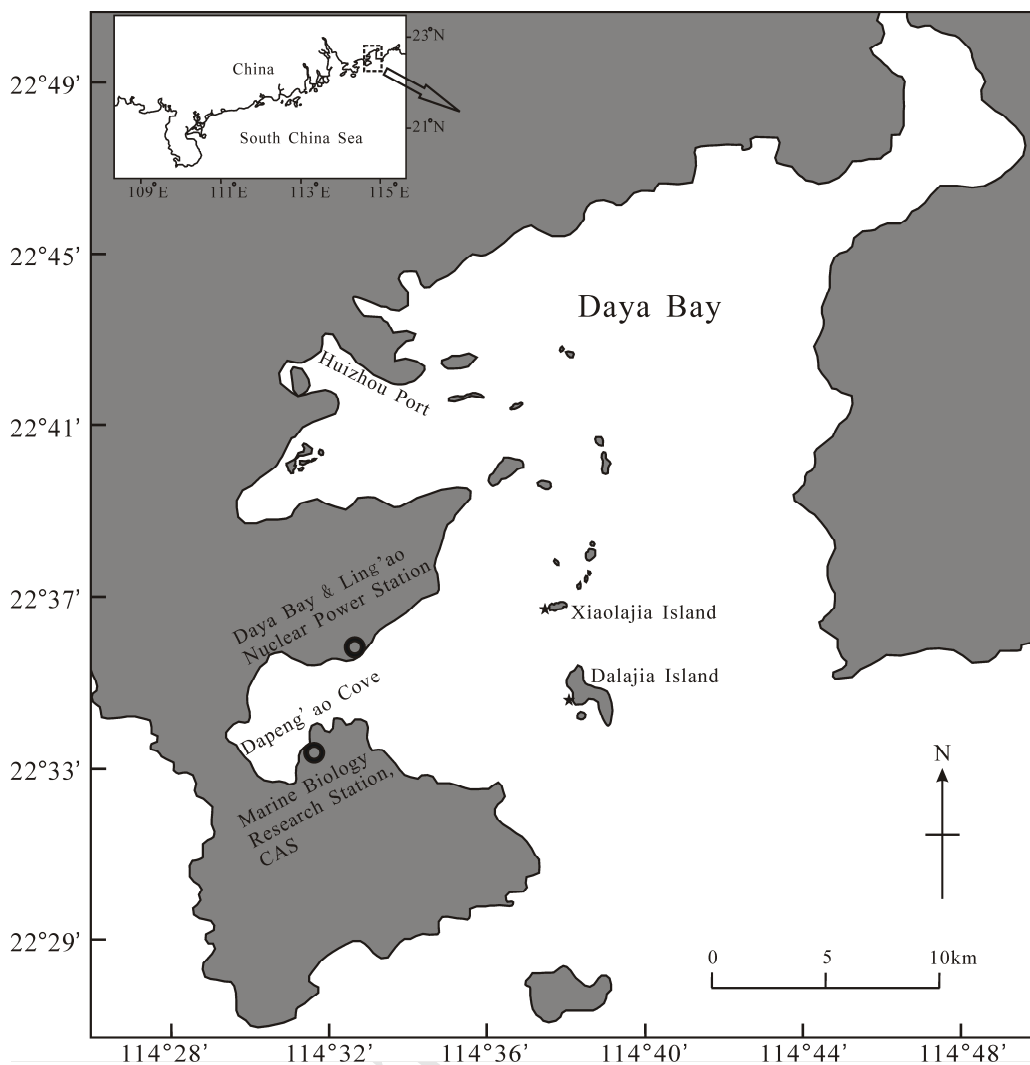 23°N
China
21°N
South China Sea
109°E
111°E
113°E
115°E
22°49’
22°45’
Daya Bay
Huizhou Port
22°41’
Daya Bay & Ling’ao
Nuclear Power Station
22°37’
Xiaolajia Island
Dalajia Island
Dapeng’ ao Cove
22°33’
Marine Biology
Research Station,
CAS
N
22°29’
0 5 10km
114°28’ 114°32’ 114°36’ 114°40’ 114°44’ 114°48’